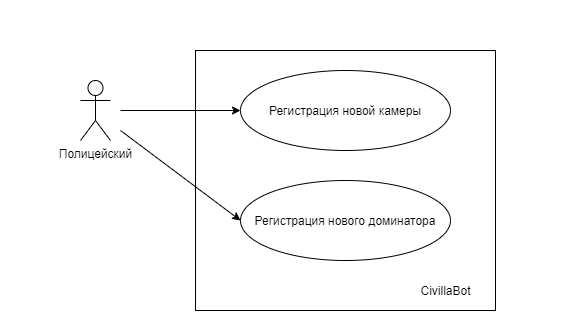 Регистрация новой камеры
Полицейский
Регистрация нового доминатора
CivillaBot